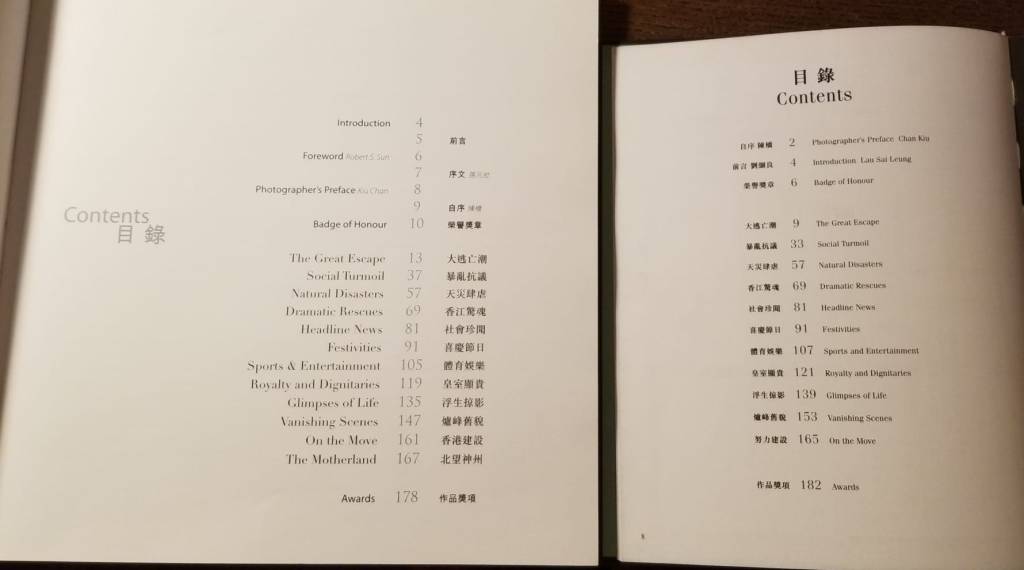 Contents
目錄
Introduction 4
5 前言
Foreword Robert S. Sun 6
7 序文 孫元欣
Photographer's Preface Kiu Chan 8
9 自序 陳橋
Badge of Honour 10 榮譽獎章
The Great Escape 13 大逃亡潮
Social Turmoil 37 暴亂抗議
Natural Disasters 57 天災肆虐
Dramatic Rescues 69 香江驚魂
Headline News 81 社會珍聞
Festivities 91 喜慶節日
Sports & Entertainment 105 體育娛樂
Royalty and Dignitaries 119 皇室顯貴
Glimpses of Life 135 浮生掠影
Vanishing Scenes 147 爐峰舊貌
On the Move 161 香港建設
The Motherland 167 北望神州
Awards 178 作品獎項
目錄
Contents
自序 陳橋 2 Photographer's Preface Chan Kiu
前言 劉細良 4 Introduction Lau Sai Leung
榮譽獎章 6 Badge of Honour
大逃亡潮 9 The Great Escape
暴亂抗議 33 Social Turmoil
天災肆虐 57 Natural Disasters
香江驚魂 69 Dramatic Rescues
社會珍聞 81 Headline News
喜慶節日 91 Festivities
體育娛樂 107 Sports and Entertainment
皇室顯貴 121 Royalty and Dignitaries
浮生掠影 139 Glimpses of Life
爐峰舊貌 153 Vanishing Scenes
努力建設 165 On the Move
作品獎項 182 Awards